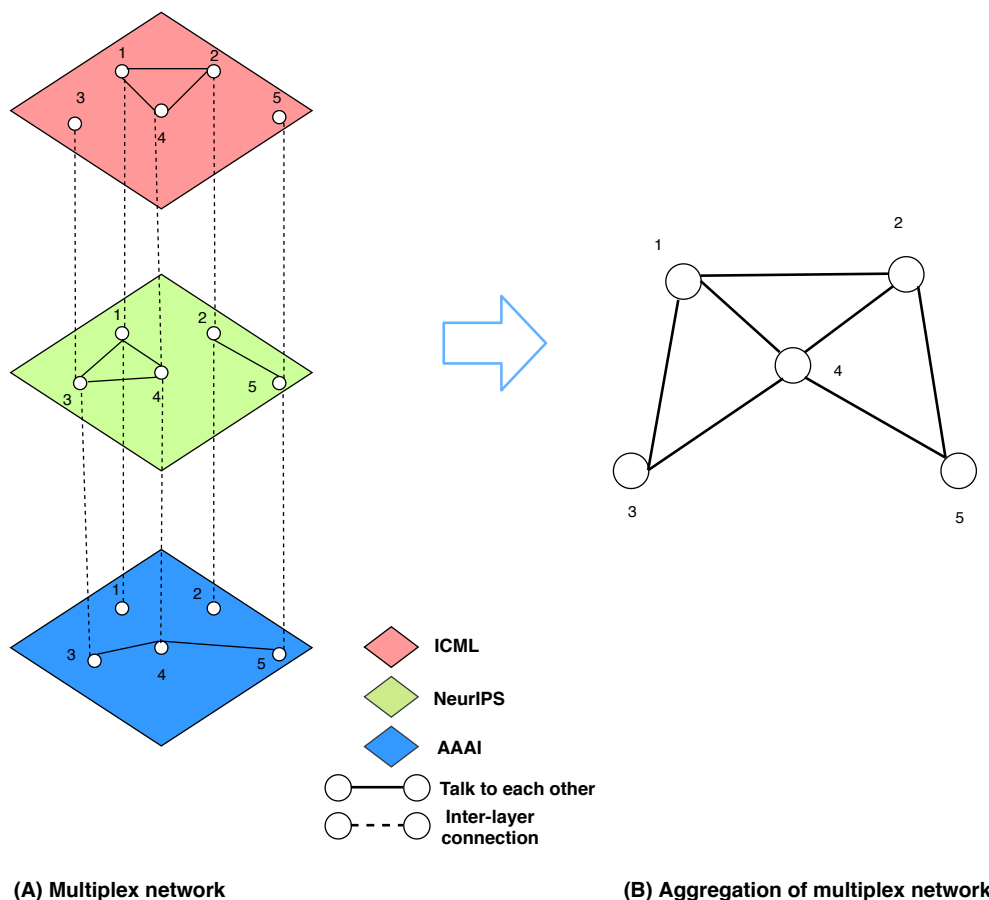 1
2
3
5
4
1
2
3
4
5
1
2
3
4
5
ICML
NeurIPS
AAAI
Talk to each other
Inter-layer
connection
(A) Multiplex network
2
1
4
3
5
(B) Aggregation of multiplex network